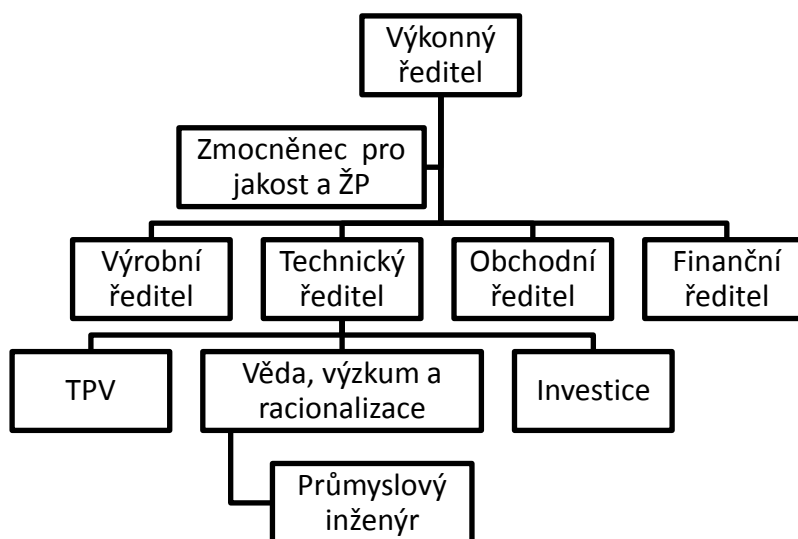 Výkonný
ředitel
Zmocněnec pro
jakost a ŽP
Výrobní
ředitel
Technický
ředitel
Obchodní
ředitel
Finanční
ředitel
TPV
Věda, výzkum a
racionalizace
Investice
Průmyslový
inženýr